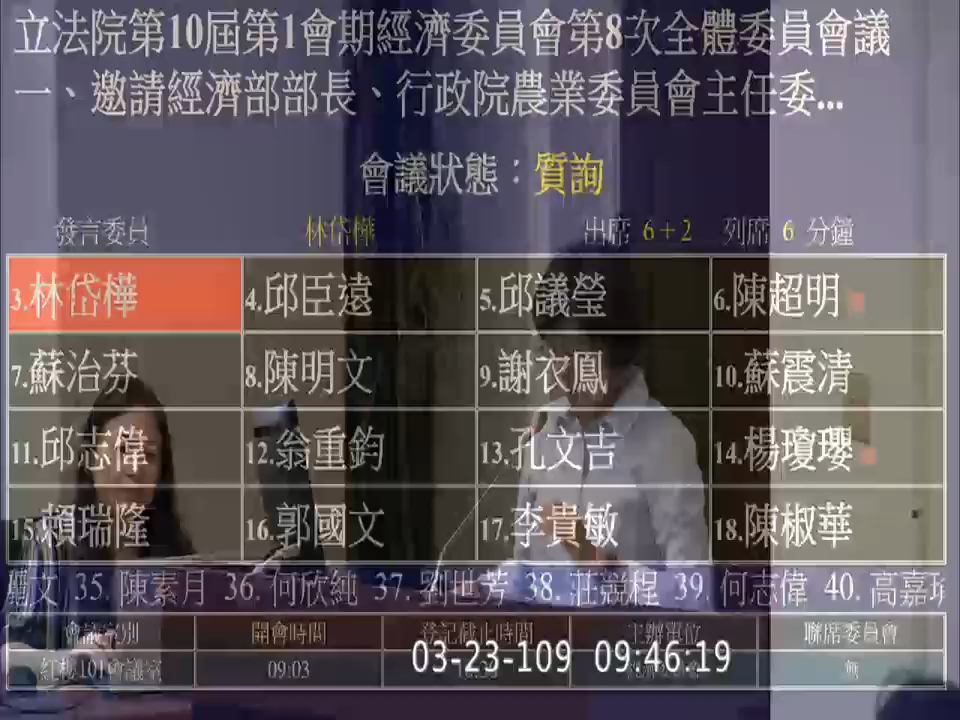 立法院第10屆第1會期經濟委員會第8次全體委員會議
一、邀請經濟部部長、行政院農業委員會主任委...
會議狀態：質詢
發言委員 林岱樺 出席 6+2 列席 6 分鐘
3.林岱樺 4.邱臣遠 5.邱議瑩 6.陳超明
7.蘇治芬 8.陳明文 9.謝衣鳳 10.蘇震清
11.邱志偉 12.翁重鈞 13.孔文吉 14.楊瓊瓔
15.賴瑞隆 16.郭國文 17.李貴敏 18.陳椒華
文 35. 陳素月 36. 何欣純 37. 劉世芳 38. 莊競程 39. 何志偉 40. 高嘉
會議室別 開會時間 登記截止時間 主辦單位 聯席委員會
紅樓101會議室 09:03 無
03-23-109 09:46:19